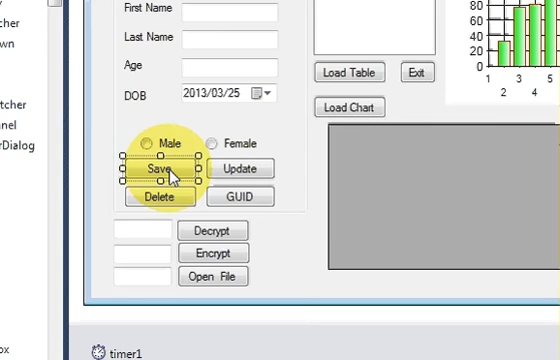 First Name
Last Name
Age
DOB 2013/03/25
Male Female
Save Update
Delete GUID
Decrypt
Encrypt
Open File
Load Table Exit
Load Chart
80
60
40
20
0
1 3 5
2 4
own
tcher
nel
rDialog
ox
timer1